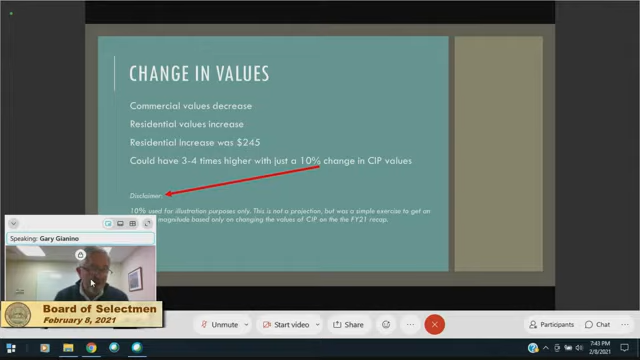 CHANGE IN VALUES
Commercial values decrease
Residential values increase
Residential Increase was $245
Could have 3-4 times higher with just a 10% change in CIP values
Disclaimer:
10% used for illustration purposes only. This is not a projection, but was a simple exercise to get an
magnitude based only on changing the values of CIP on the the FY21 recap.
Speaking: Gary Gianino
Board of Selectmen
February 8, 2021
Unmute
Start video
Share
Participants
Chat
7:43 PM
2/8/2021